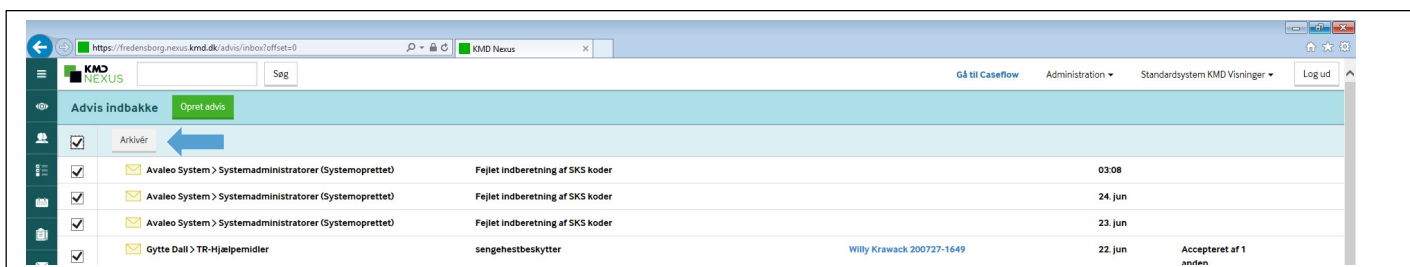 https://fredensborg.nexus.kmd.dk/advis/inbox?offset=0 KMD Nexus
KMD NEXUS Søg Gå til Caseflow Administration Standardsystem KMD Visninger Log ud
Advis indbakke Opret advis
Arkivér
Avaleo System > Systemadministratorer (Systemoprettet) Fejlet indberetning af SKS koder 03:08
Avaleo System > Systemadministratorer (Systemoprettet) Fejlet indberetning af SKS koder 24. jun
Avaleo System > Systemadministratorer (Systemoprettet) Fejlet indberetning af SKS koder 23. jun
Gytte Dall > TR-Hjælpemidler sengehestbeskytter Willy Krawack 200727-1649 22. jun Accepteret af 1
anden